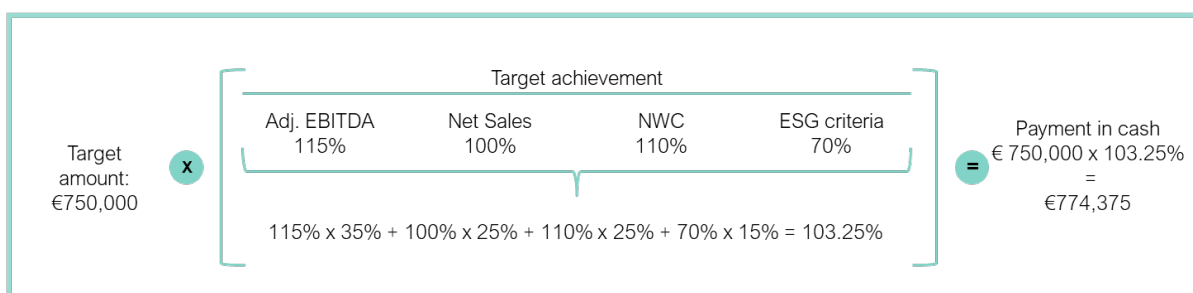 Target achievement
Adj. EBITDA
115%
Net Sales
100%
NWC
110%
ESG criteria
70%
Target
amount:
€750,000
x
115% x 35% + 100% x 25% + 110% x 25% + 70% x 15% = 103.25%
=
Payment in cash
€ 750,000 x 103.25%
=
€774,375